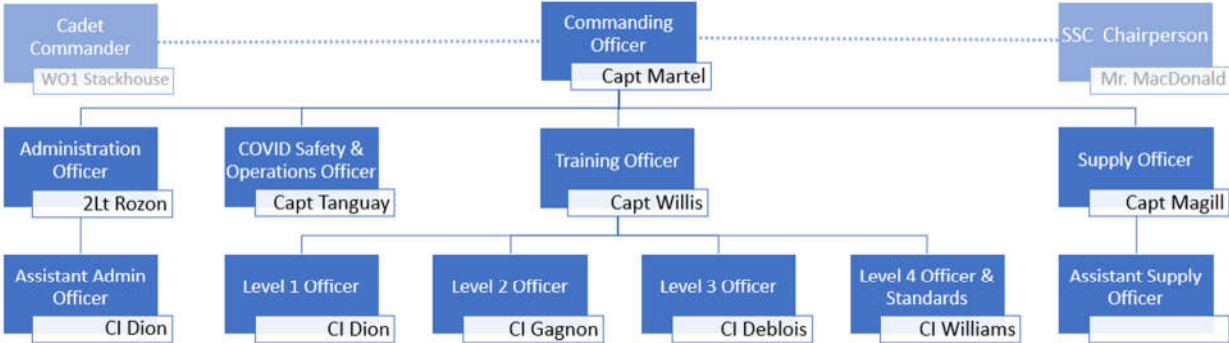 Cadet
Commander
WO1 Stackhouse
Commanding
Officer
Capt Martel
SSC Chairperson
Mr. MacDonald
Administration
Officer
2Lt Rozon
COVID Safety &
Operations Officer
Capt Tanguay
Training Officer
Capt Willis
Supply Officer
Capt Magill
Assistant Admin
Officer
CI Dion
Level 1 Officer
CI Dion
Level 2 Officer
CI Gagnon
Level 3 Officer
CI Deblois
Level 4 Officer &
Standards
CI Williams
Assistant Supply
Officer